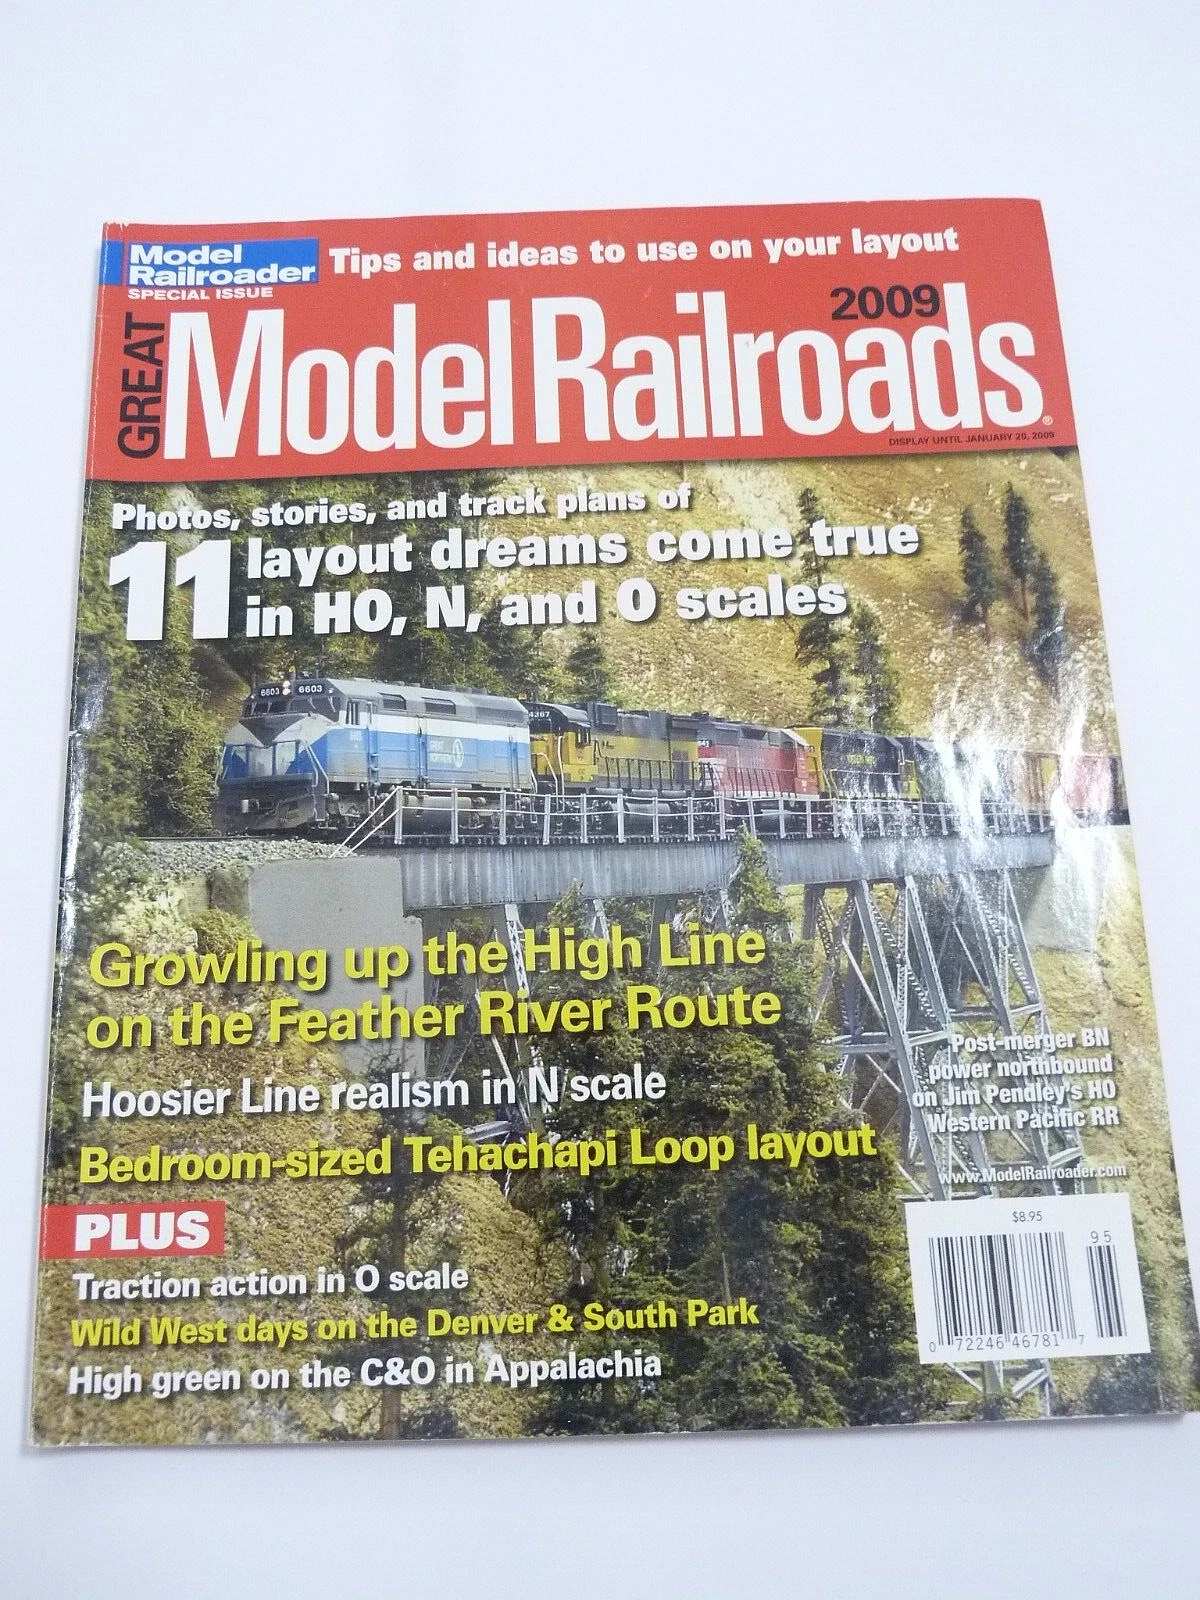 Model
Railroader
SPECIAL ISSUE
Tips and ideas to use on your layout
GREAT
Model Railroads
2009
®
DISPLAY UNTIL JANUARY 20, 2009
Photos, stories, and track plans of
11 layout dreams come true
in HO, N, and O scales
6603 6603
4367
Growling up the High Line
on the Feather River Route
Hoosier Line realism in N scale
Bedroom-sized Tehachapi Loop layout
Post-merger BN
power northbound
on Jim Pendley's HO
Western Pacific RR
www.ModelRailroader.com
PLUS
Traction action in O scale
Wild West days on the Denver & South Park
High green on the C&O in Appalachia
$8.95
95
0 72246 46781 7